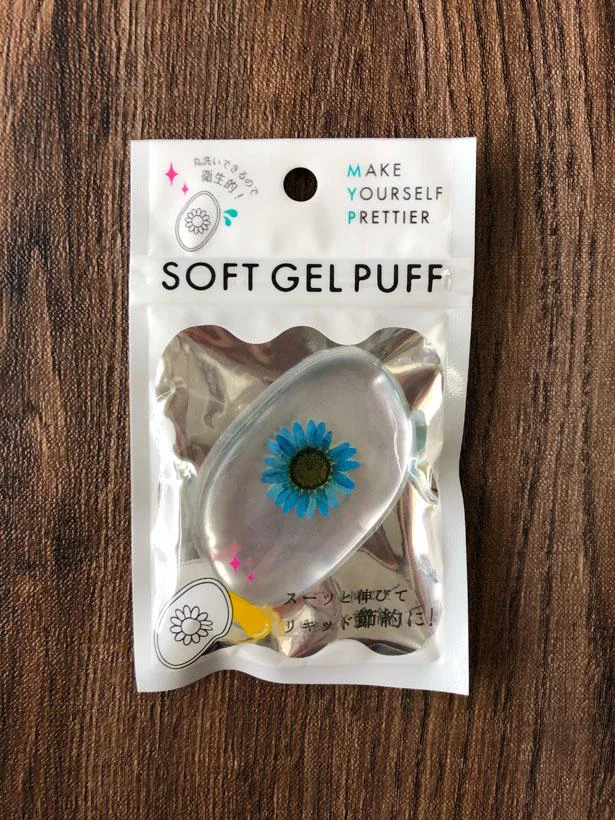 丸洗いできるので
衛生的!
MAKE
YOURSELF
PRETTIER
SOFT GEL PUFF
スーッと伸びて
リキッド節約に!